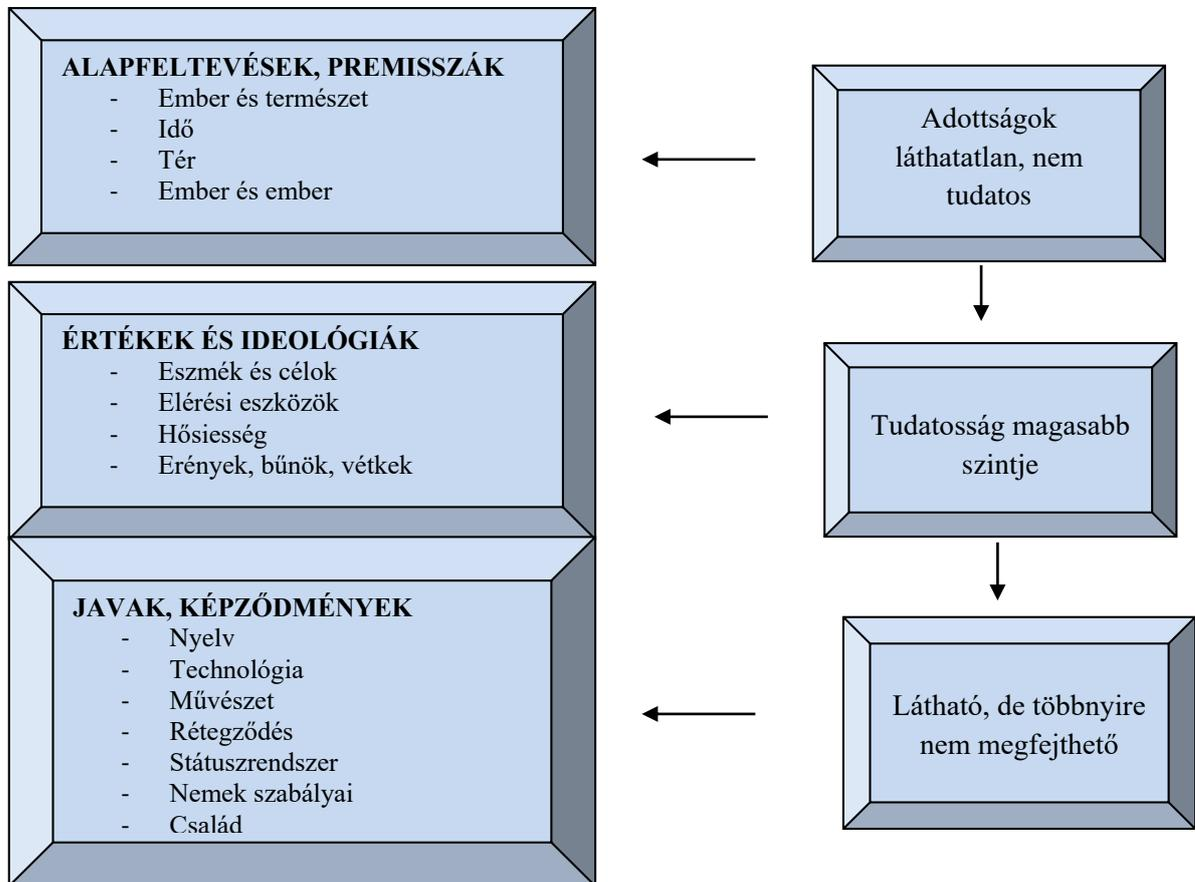 ALAPFELTEVÉSEK, PREMISSZÁK
- Ember és természet
- Idő
- Tér
- Ember és ember
Adottságok
láthatatlan, nem
tudatos
ÉRTÉKEK ÉS IDEOLÓGIÁK
- Eszmék és célok
- Elérési eszközök
- Hősiesség
- Erények, bűnök, vétkek
Tudatosság magasabb
szintje
JAVAK, KÉPZŐDMÉNYEK
- Nyelv
- Technológia
- Művészet
- Rétegződés
- Státuszrendszer
- Nemek szabályai
- Család
Látható, de többnyire
nem megfejthető